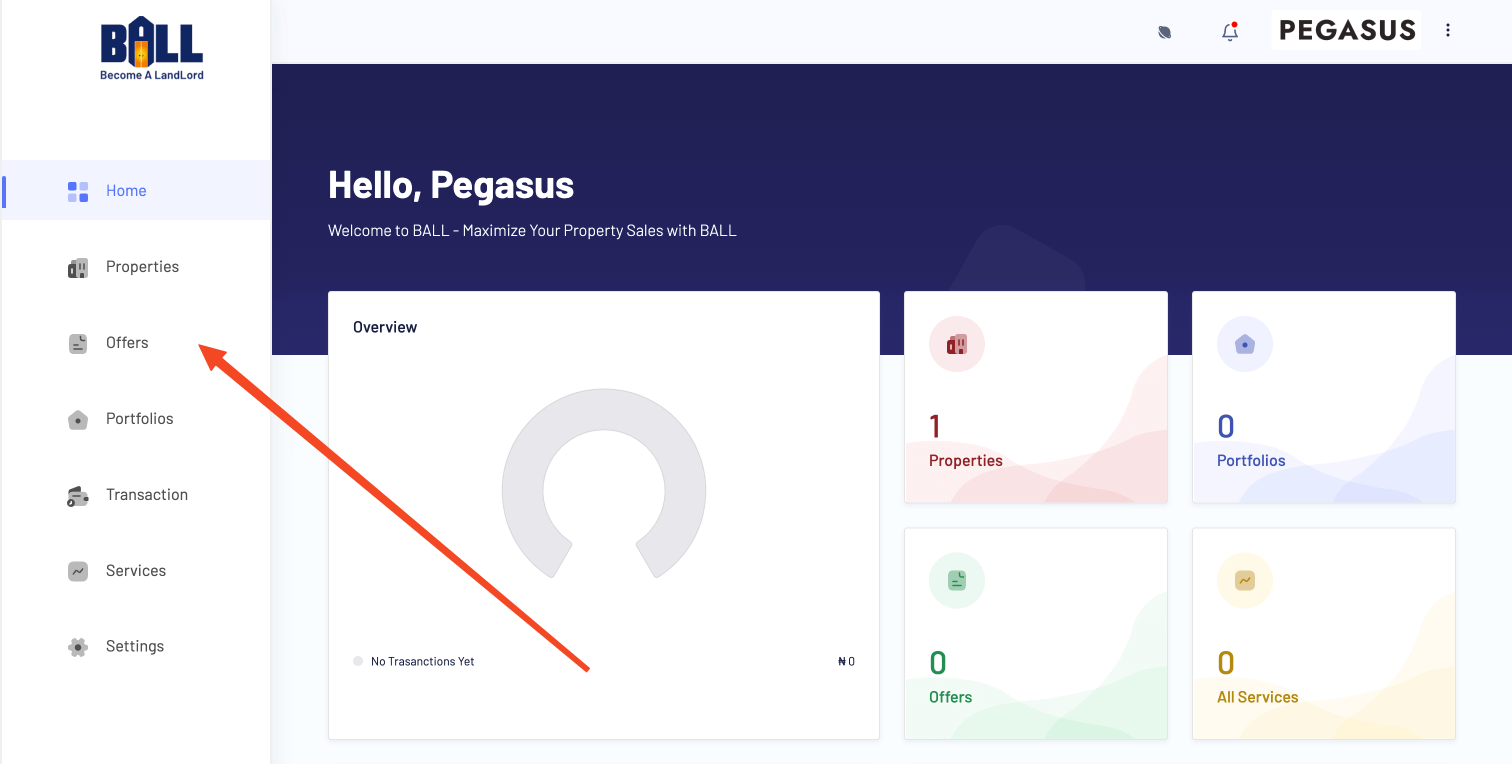 BALL
Become A LandLord
PEGASUS
Home
Properties
Offers
Portfolios
Transaction
Services
Settings
Hello, Pegasus
Welcome to BALL - Maximize Your Property Sales with BALL
Overview
No Trasanctions Yet
₦ 0
1
Properties
0
Portfolios
0
Offers
0
All Services